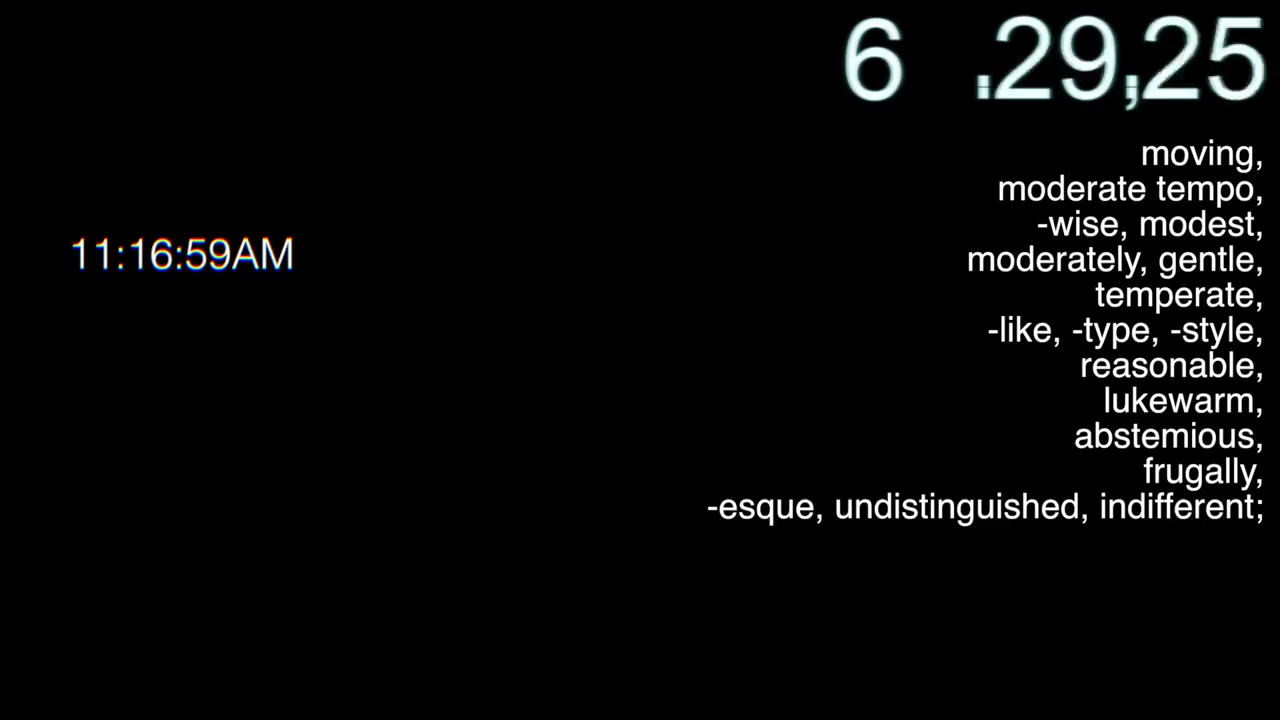 6 .29,25
moving,
moderate tempo,
-wise, modest,
11:16:59AM
moderately, gentle,
temperate,
-like, -type, -style,
reasonable,
lukewarm,
abstemious,
frugally,
-esque, undistinguished, indifferent;